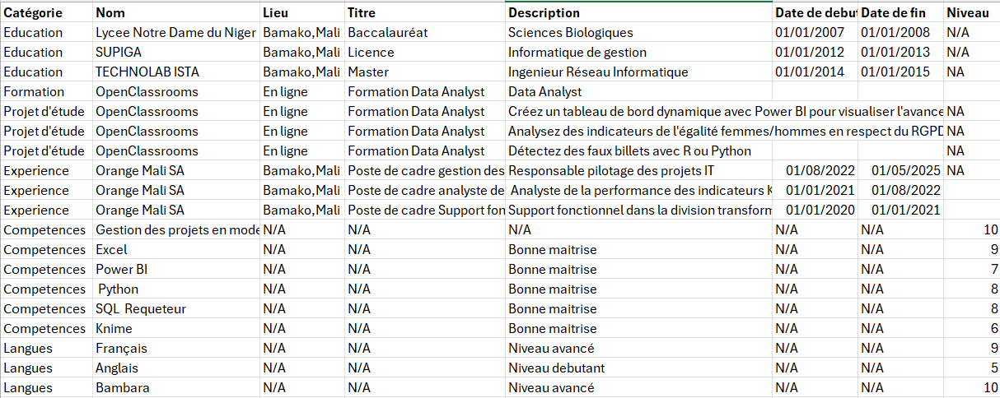 Catégorie Nom Lieu Titre Description Date de debut Date de fin Niveau
Education Lycee Notre Dame du Niger Bamako,Mali Baccalauréat Sciences Biologiques 01/01/2007 01/01/2008 N/A
Education SUPIGA Bamako,Mali Licence Informatique de gestion 01/01/2012 01/01/2013 N/A
Education TECHNOLAB ISTA Bamako,Mali Master Ingenieur Réseau Informatique 01/01/2014 01/01/2015 NA
Formation OpenClassrooms En ligne Formation Data Analyst Data Analyst
Projet d'étude OpenClassrooms En ligne Formation Data Analyst Créez un tableau de bord dynamique avec Power BI pour visualiser l'avance NA
Projet d'étude OpenClassrooms En ligne Formation Data Analyst Analysez des indicateurs de l'égalité femmes/hommes en respect du RGPD NA
Projet d'étude OpenClassrooms En ligne Formation Data Analyst Détectez des faux billets avec R ou Python NA
Experience Orange Mali SA Bamako,Mali Poste de cadre gestion des Responsable pilotage des projets IT 01/08/2022 01/05/2025 NA
Experience Orange Mali SA Bamako,Mali Poste de cadre analyste de Analyste de la performance des indicateurs K 01/01/2021 01/08/2022
Experience Orange Mali SA Bamako,Mali Poste de cadre Support fon Support fonctionnel dans la division transform 01/01/2020 01/01/2021
Competences Gestion des projets en mode N/A N/A N/A N/A N/A 10
Competences Excel N/A N/A Bonne maitrise N/A N/A 9
Competences Power BI N/A N/A Bonne maitrise N/A N/A 7
Competences Python N/A N/A Bonne maitrise N/A N/A 8
Competences SQL Requeteur N/A N/A Bonne maitrise N/A N/A 8
Competences Knime N/A N/A Bonne maitrise N/A N/A 6
Langues Français N/A N/A Niveau avancé N/A N/A 9
Langues Anglais N/A N/A Niveau debutant N/A N/A 5
Langues Bambara N/A N/A Niveau avancé N/A N/A 10